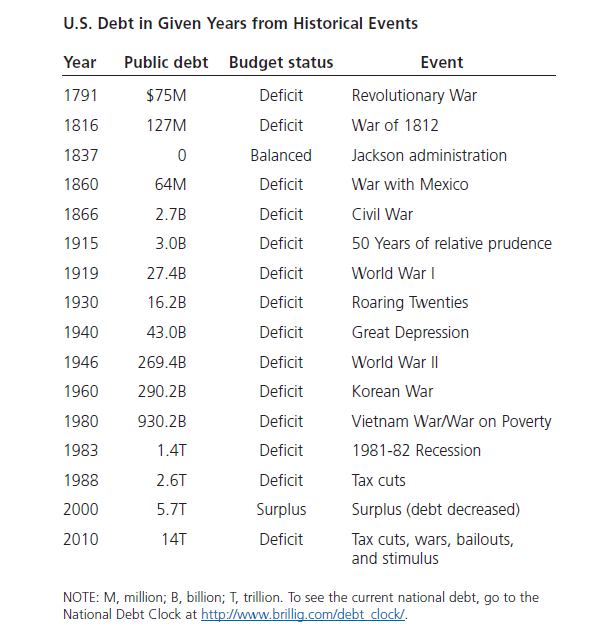 U.S. Debt in Given Years from Historical Events
Year Public debt Budget status Event
1791 $75M Deficit Revolutionary War
1816 127M Deficit War of 1812
1837 0 Balanced Jackson administration
1860 64M Deficit War with Mexico
1866 2.7B Deficit Civil War
1915 3.0B Deficit 50 Years of relative prudence
1919 27.4B Deficit World War I
1930 16.2B Deficit Roaring Twenties
1940 43.0B Deficit Great Depression
1946 269.4B Deficit World War II
1960 290.2B Deficit Korean War
1980 930.2B Deficit Vietnam War/War on Poverty
1983 1.4T Deficit 1981-82 Recession
1988 2.6T Deficit Tax cuts
2000 5.7T Surplus Surplus (debt decreased)
2010 14T Deficit Tax cuts, wars, bailouts,
and stimulus
NOTE: M, million; B, billion; T, trillion. To see the current national debt, go to the
National Debt Clock at http://www.brillig.com/debt_clock/.